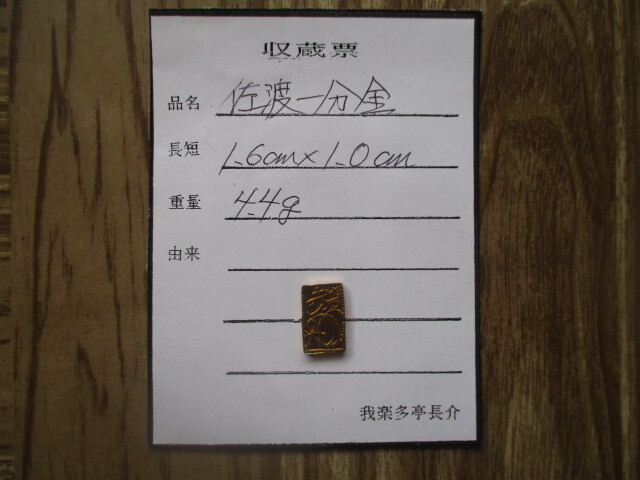 収蔵票
品名 佐渡一分金
長短 1.6cm×1.0cm
重量 4.4g
由来
我楽多亭長介